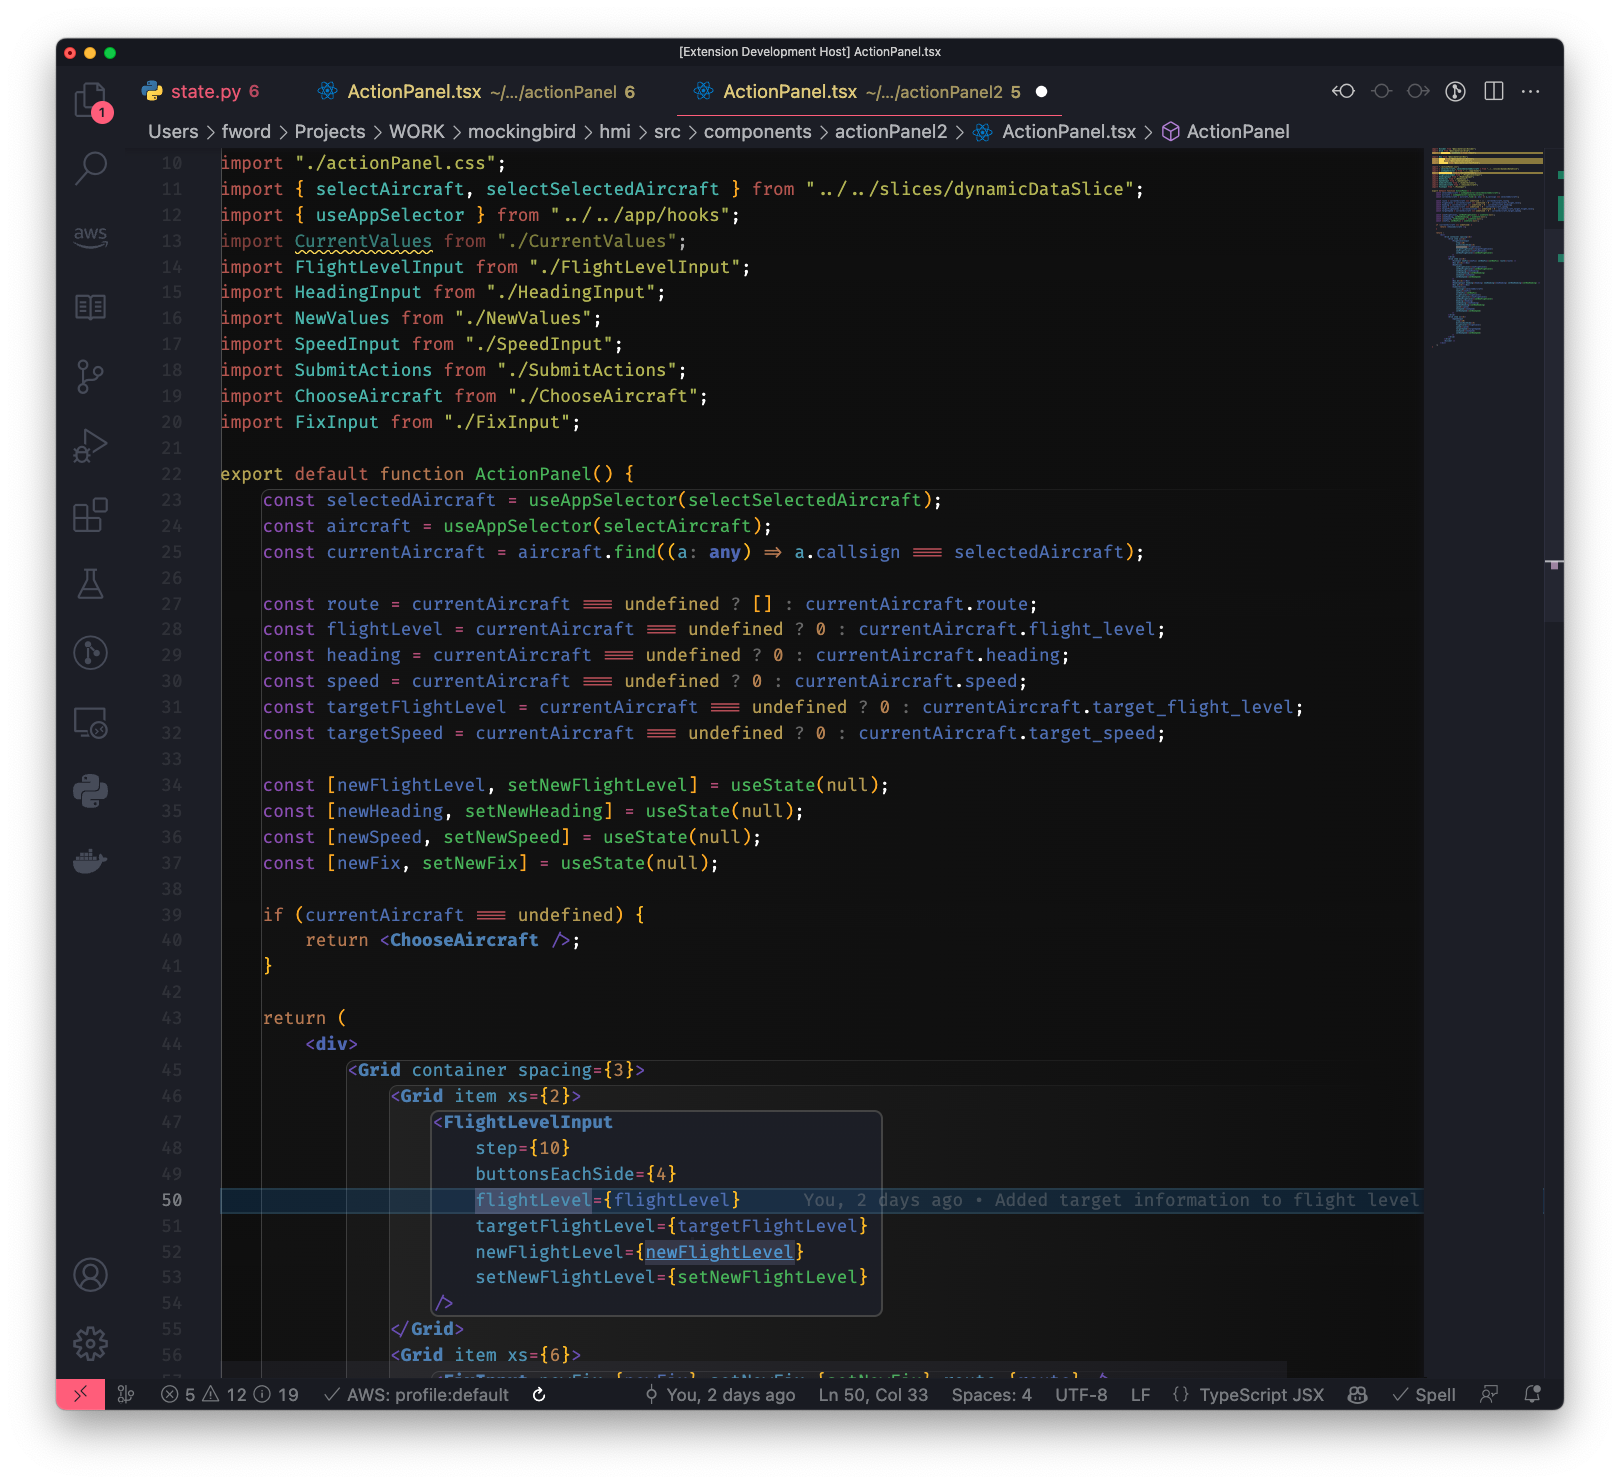 [Extension Development Host] ActionPanel.tsx
state.py 6 ActionPanel.tsx ~/.../actionPanel 6 ActionPanel.tsx ~/.../actionPanel2 5
1
Users > fword > Projects > WORK > mockingbird > hmi > src > components > actionPanel2 > ActionPanel.tsx > ActionPanel
aws
10 import "./actionPanel.css";
11 import { selectAircraft, selectSelectedAircraft } from "../../slices/dynamicDataSlice";
12 import { useAppSelector } from "../../app/hooks";
13 import CurrentValues from "./CurrentValues";
14 import FlightLevelInput from "./FlightLevelInput";
15 import HeadingInput from "./HeadingInput";
16 import NewValues from "./NewValues";
17 import SpeedInput from "./SpeedInput";
18 import SubmitActions from "./SubmitActions";
19 import ChooseAircraft from "./ChooseAircraft";
20 import FixInput from "./FixInput";
21
22 export default function ActionPanel() {
23 const selectedAircraft = useAppSelector(selectSelectedAircraft);
24 const aircraft = useAppSelector(selectAircraft);
25 const currentAircraft = aircraft.find((a: any) => a.callsign === selectedAircraft);
26
27 const route = currentAircraft === undefined ? [] : currentAircraft.route;
28 const flightLevel = currentAircraft === undefined ? 0 : currentAircraft.flight_level;
29 const heading = currentAircraft === undefined ? 0 : currentAircraft.heading;
30 const speed = currentAircraft === undefined ? 0 : currentAircraft.speed;
31 const targetFlightLevel = currentAircraft === undefined ? 0 : currentAircraft.target_flight_level;
32 const targetSpeed = currentAircraft === undefined ? 0 : currentAircraft.target_speed;
33
34 const [newFlightLevel, setNewFlightLevel] = useState(null);
35 const [newHeading, setNewHeading] = useState(null);
36 const [newSpeed, setNewSpeed] = useState(null);
37 const [newFix, setNewFix] = useState(null);
38
39 if (currentAircraft === undefined) {
40 return <ChooseAircraft />;
41 }
42
43 return (
44 <div>
45 <Grid container spacing={3}>
46 <Grid item xs={2}>
47 <FlightLevelInput
48 step={10}
49 buttonsEachSide={4}
50 flightLevel={flightLevel} You, 2 days ago • Added target information to flight level
51 targetFlightLevel={targetFlightLevel}
52 newFlightLevel={newFlightLevel}
53 setNewFlightLevel={setNewFlightLevel}
54 />
55 </Grid>
56 <Grid item xs={6}>
5 12 19 AWS: profile:default You, 2 days ago Ln 50, Col 33 Spaces: 4 UTF-8 LF {} TypeScript JSX Spell